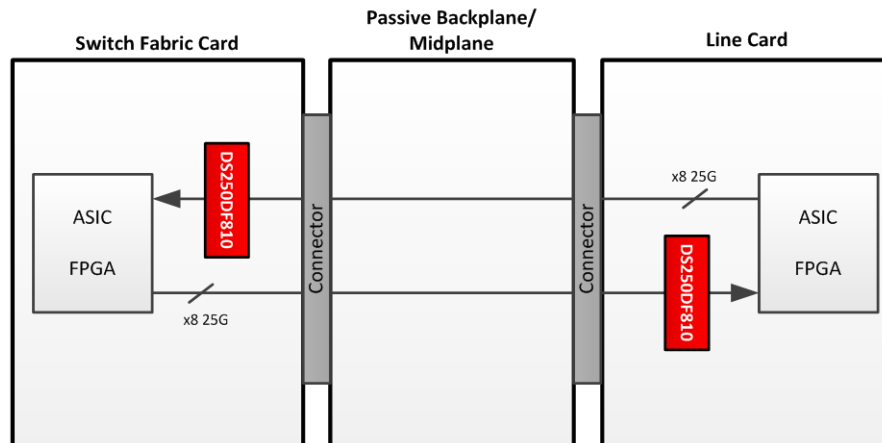 Switch Fabric Card
Passive Backplane/
Midplane
Line Card
DS250DF810
x8 25G
ASIC
FPGA
Connector
Connector
ASIC
FPGA
x8 25G
DS250DF810